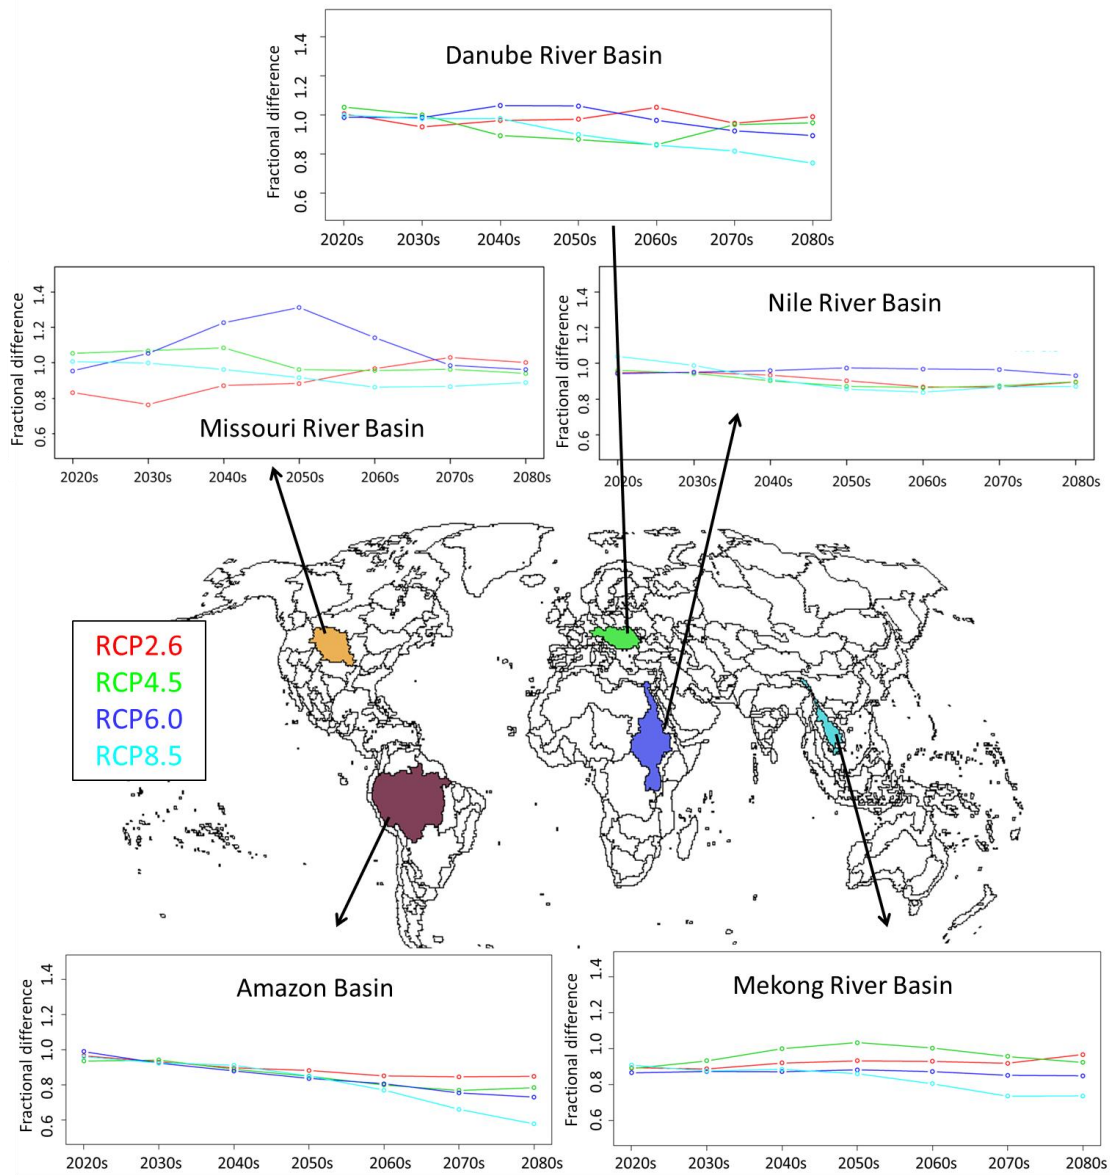 Danube River Basin
Fractional difference
0.6 0.8 1.0 1.2 1.4
2020s 2030s 2040s 2050s 2060s 2070s 2080s
Missouri River Basin
Fractional difference
0.6 0.8 1.0 1.2 1.4
2020s 2030s 2040s 2050s 2060s 2070s 2080s
Nile River Basin
Fractional difference
0.6 0.8 1.0 1.2 1.4
2020s 2030s 2040s 2050s 2060s 2070s 2080s
RCP2.6
RCP4.5
RCP6.0
RCP8.5
Amazon Basin
Fractional difference
0.6 0.8 1.0 1.2 1.4
2020s 2030s 2040s 2050s 2060s 2070s 2080s
Mekong River Basin
Fractional difference
0.6 0.8 1.0 1.2 1.4
2020s 2030s 2040s 2050s 2060s 2070s 2080s